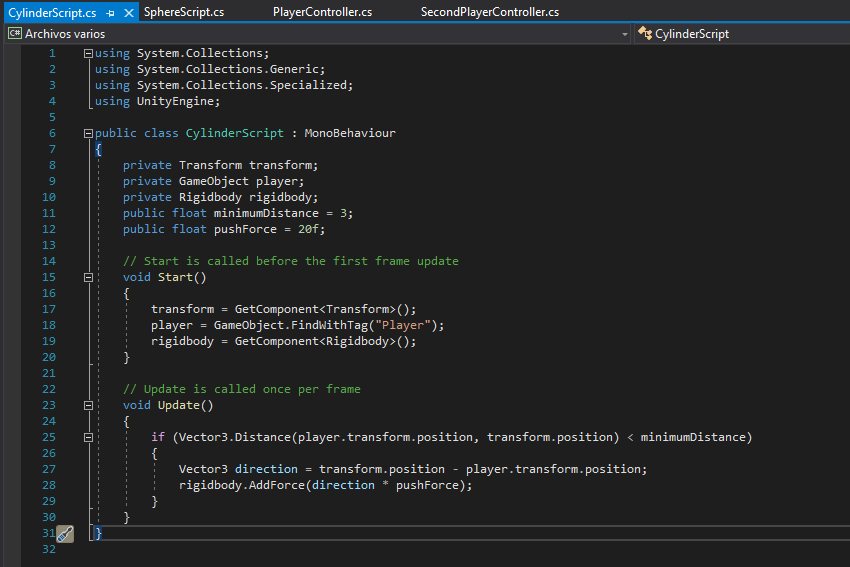 CylinderScript.cs SphereScript.cs PlayerController.cs SecondPlayerController.cs
C# Archivos varios CylinderScript
1 using System.Collections;
2 using System.Collections.Generic;
3 using System.Collections.Specialized;
4 using UnityEngine;
5
6 public class CylinderScript : MonoBehaviour
7 {
8 private Transform transform;
9 private GameObject player;
10 private Rigidbody rigidbody;
11 public float minimumDistance = 3;
12 public float pushForce = 20f;
13
14 // Start is called before the first frame update
15 void Start()
16 {
17 transform = GetComponent<Transform>();
18 player = GameObject.FindWithTag("Player");
19 rigidbody = GetComponent<Rigidbody>();
20 }
21
22 // Update is called once per frame
23 void Update()
24 {
25 if (Vector3.Distance(player.transform.position, transform.position) < minimumDistance)
26 {
27 Vector3 direction = transform.position - player.transform.position;
28 rigidbody.AddForce(direction * pushForce);
29 }
30 }
31 }
32